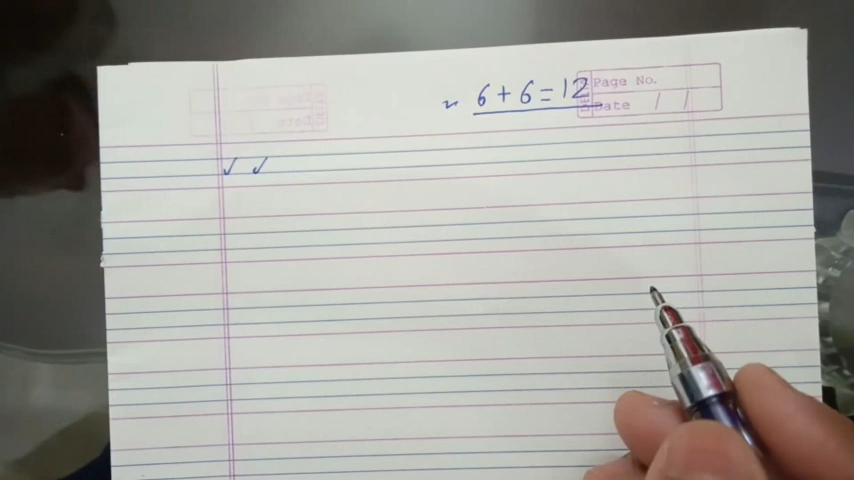 6+6=12
Page No.
Date / /
✓ ✓